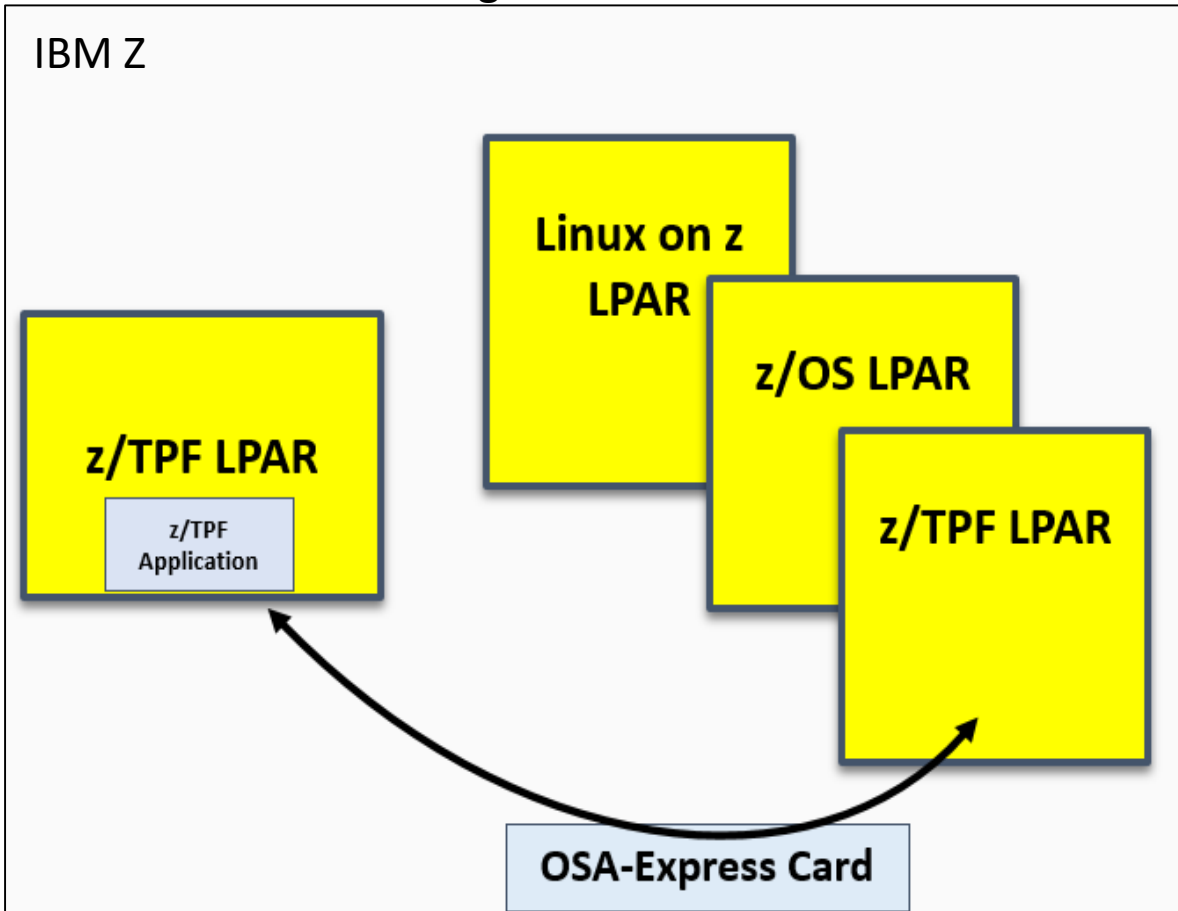 IBM Z
Linux on z
LPAR
z/OS LPAR
z/TPF LPAR
z/TPF
Application
z/TPF LPAR
OSA-Express Card